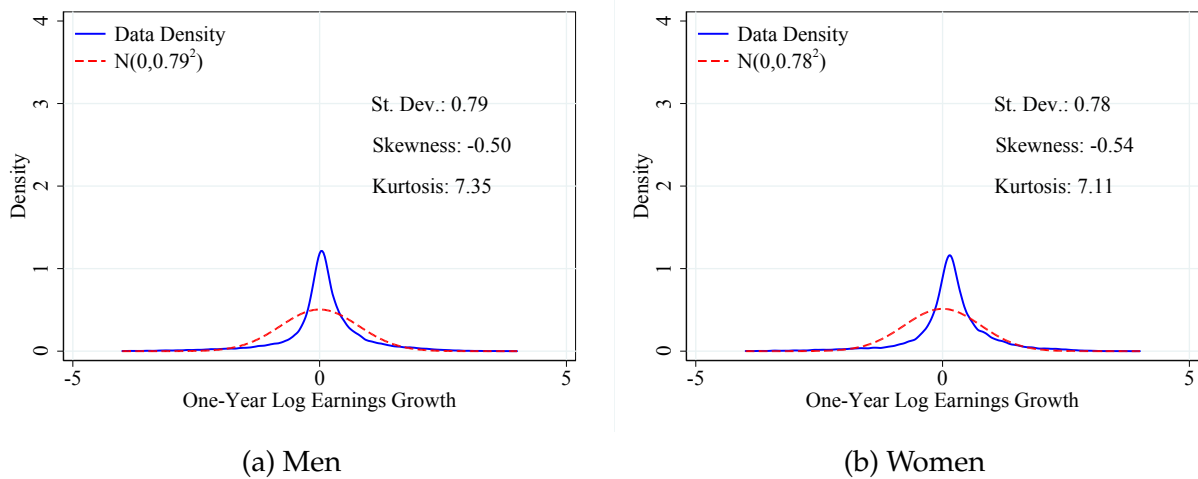 4
3
2
1
0
Density
Data Density
N(0,0.79²)
St. Dev.: 0.79
Skewness: -0.50
Kurtosis: 7.35
-5 0 5
One-Year Log Earnings Growth
(a) Men
4
3
2
1
0
Density
Data Density
N(0,0.78²)
St. Dev.: 0.78
Skewness: -0.54
Kurtosis: 7.11
-5 0 5
One-Year Log Earnings Growth
(b) Women